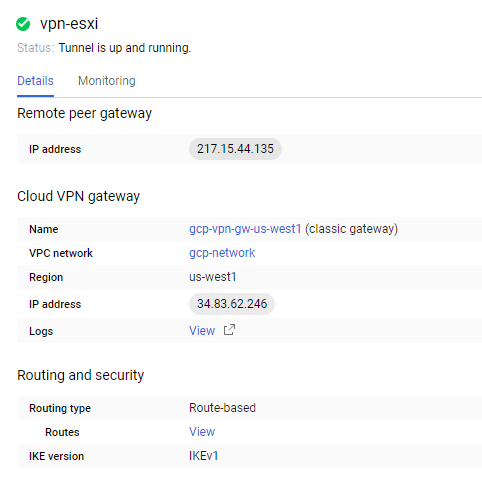 vpn-esxi
Status: Tunnel is up and running.
Details Monitoring
Remote peer gateway
IP address 217.15.44.135
Cloud VPN gateway
Name gcp-vpn-gw-us-west1 (classic gateway)
VPC network gcp-network
Region us-west1
IP address 34.83.62.246
Logs View
Routing and security
Routing type Route-based
Routes View
IKE version IKEv1